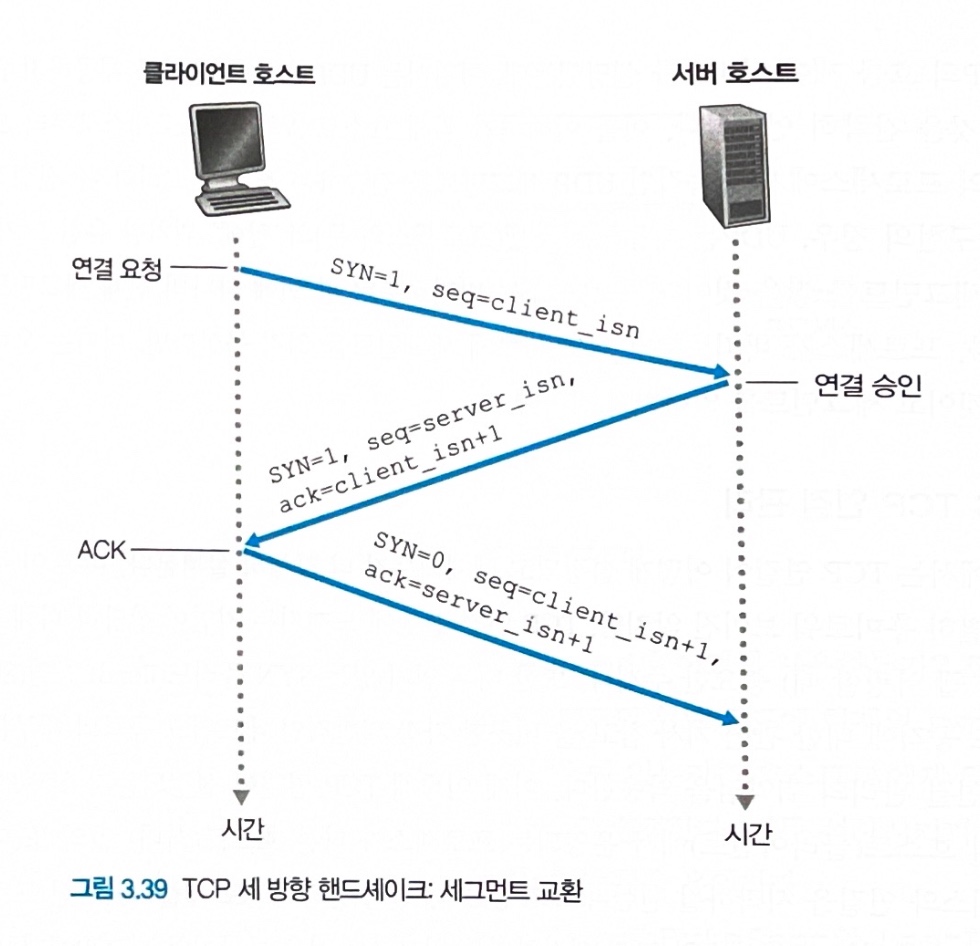 클라이언트 호스트
서버 호스트
연결 요청
SYN=1, seq=client_isn
연결 승인
SYN=1, seq=server_isn,
ack=client_isn+1
ACK
SYN=0, seq=client_isn+1,
ack=server_isn+1
시간
시간
그림 3.39 TCP 세 방향 핸드셰이크: 세그먼트 교환